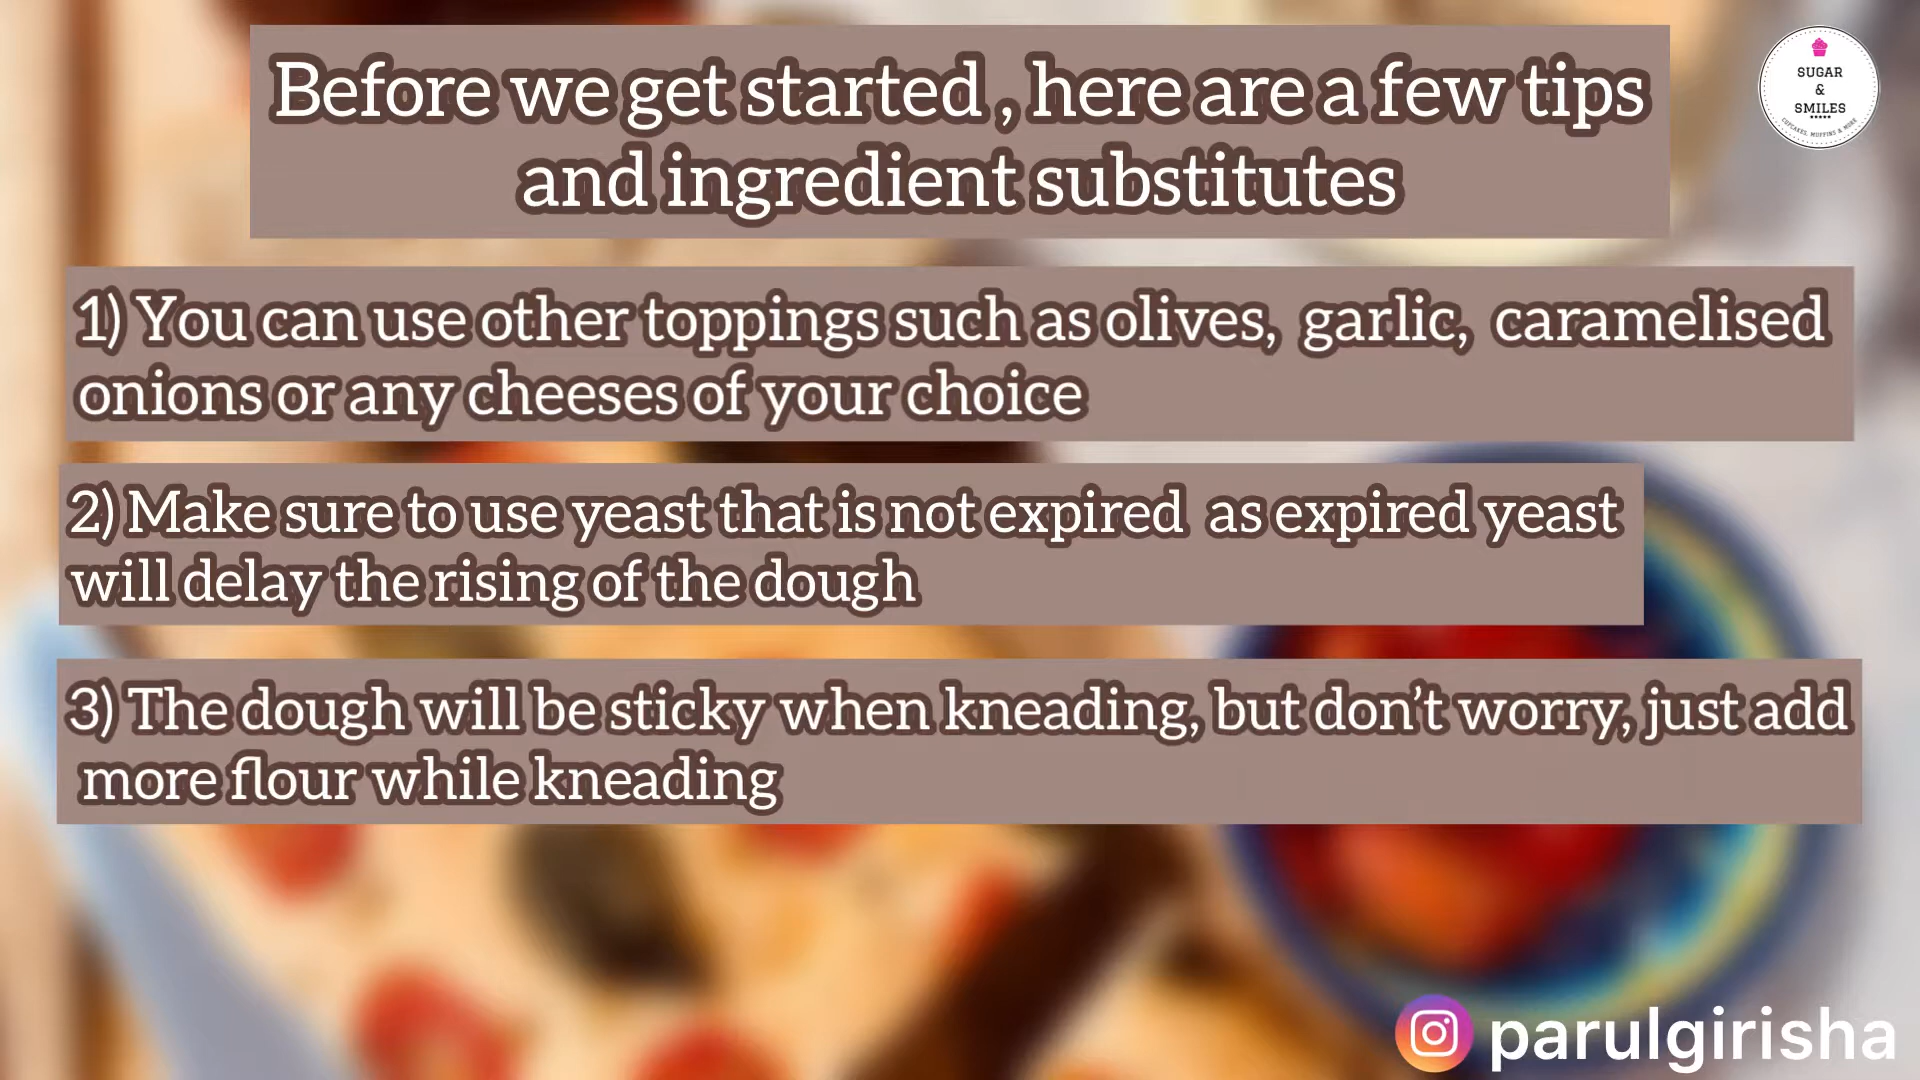 Before we get started , here are a few tips
and ingredient substitutes
SUGAR
&
SMILES
CUPCAKES, MUFFINS & MORE
1) You can use other toppings such as olives, garlic, caramelised
onions or any cheeses of your choice
2) Make sure to use yeast that is not expired as expired yeast
will delay the rising of the dough
3) The dough will be sticky when kneading, but don’t worry, just add
more flour while kneading
parulgirisha